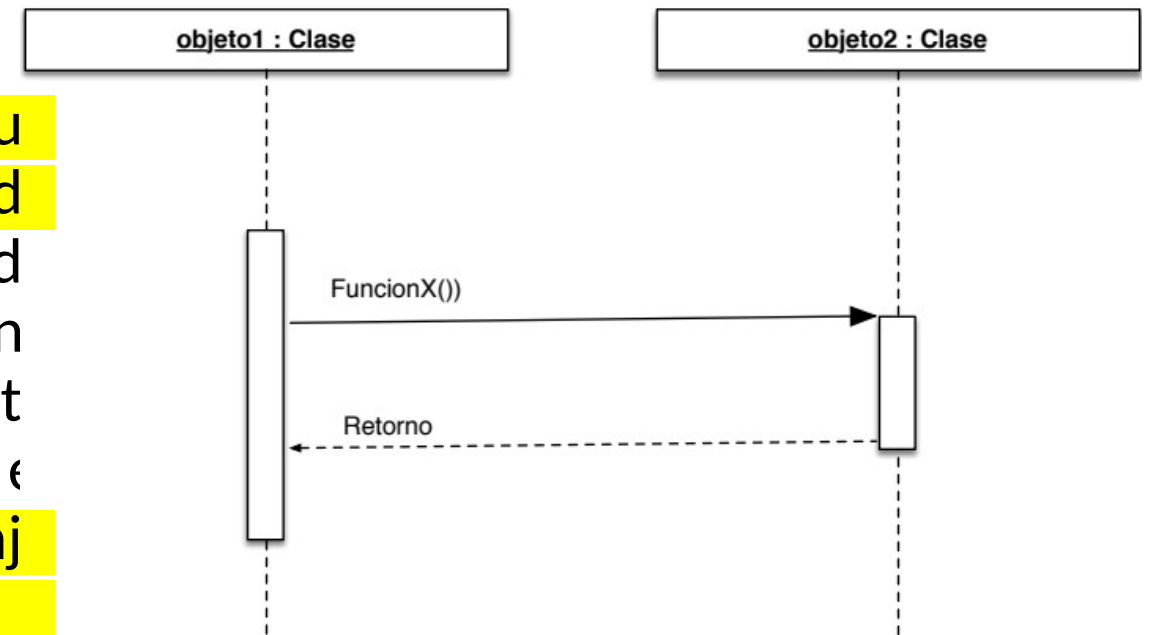 objeto1 : Clase
objeto2 : Clase
FuncionX())
Retorno